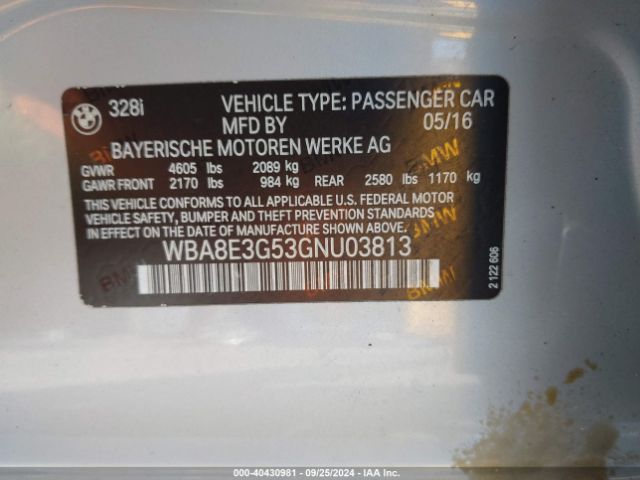 328i VEHICLE TYPE: PASSENGER CAR
MFD BY 05/16
BAYERISCHE MOTOREN WERKE AG
GVWR 4605 lbs 2089 kg
GAWR FRONT 2170 lbs 984 kg REAR 2580 lbs 1170 kg
THIS VEHICLE CONFORMS TO ALL APPLICABLE U.S. FEDERAL MOTOR
VEHICLE SAFETY, BUMPER AND THEFT PREVENTION STANDARDS IN
EFFECT ON THE DATE OF MANUFACTURE SHOWN ABOVE.
WBA8E3G53GNU03813
2 122 606
000-40430981 | 09/25/2024 | IAA, Inc.